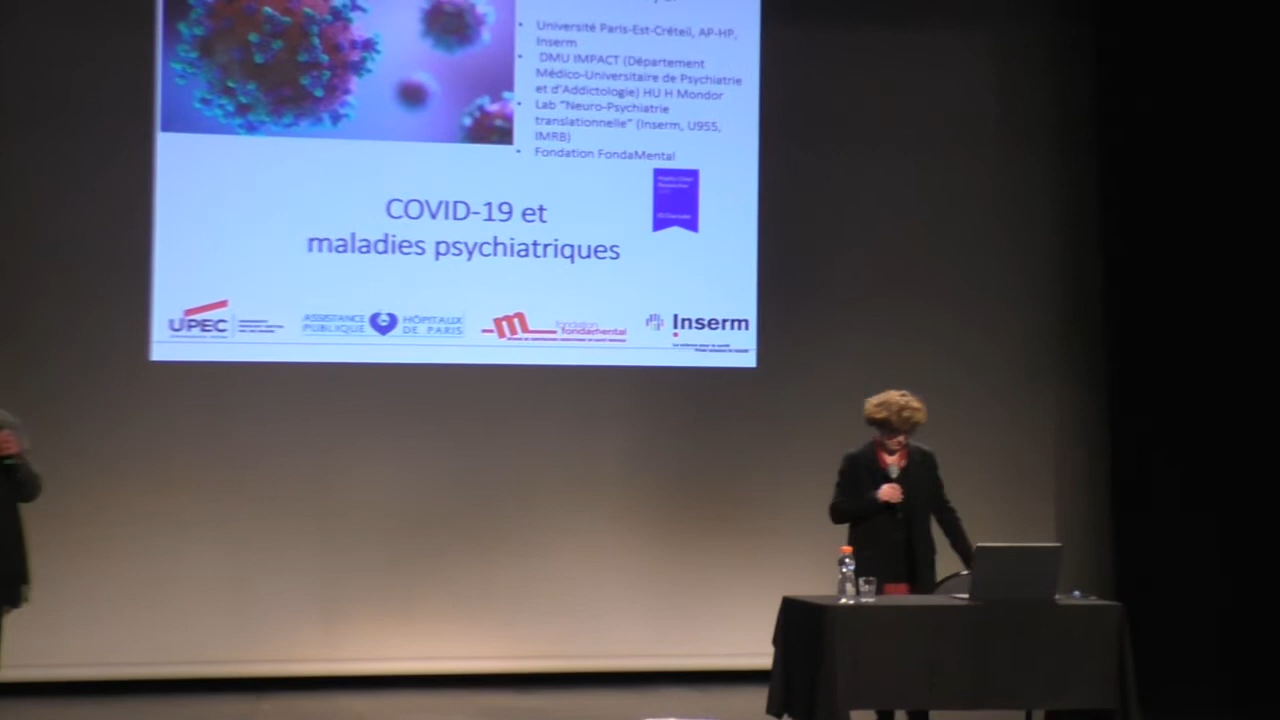 Université Paris-Est-Créteil, AP-HP,
Inserm
DMU IMPACT (Département
Médico-Universitaire de Psychiatrie
et d'Addictologie) HU H Mondor
Lab "Neuro-Psychiatrie
translationnelle" (Inserm, U955,
IMRB)
Fondation FondaMental
COVID-19 et
maladies psychiatriques
UPEC
ASSISTANCE
PUBLIQUE
HÔPITAUX
DE PARIS
fondation
fondamental
Inserm